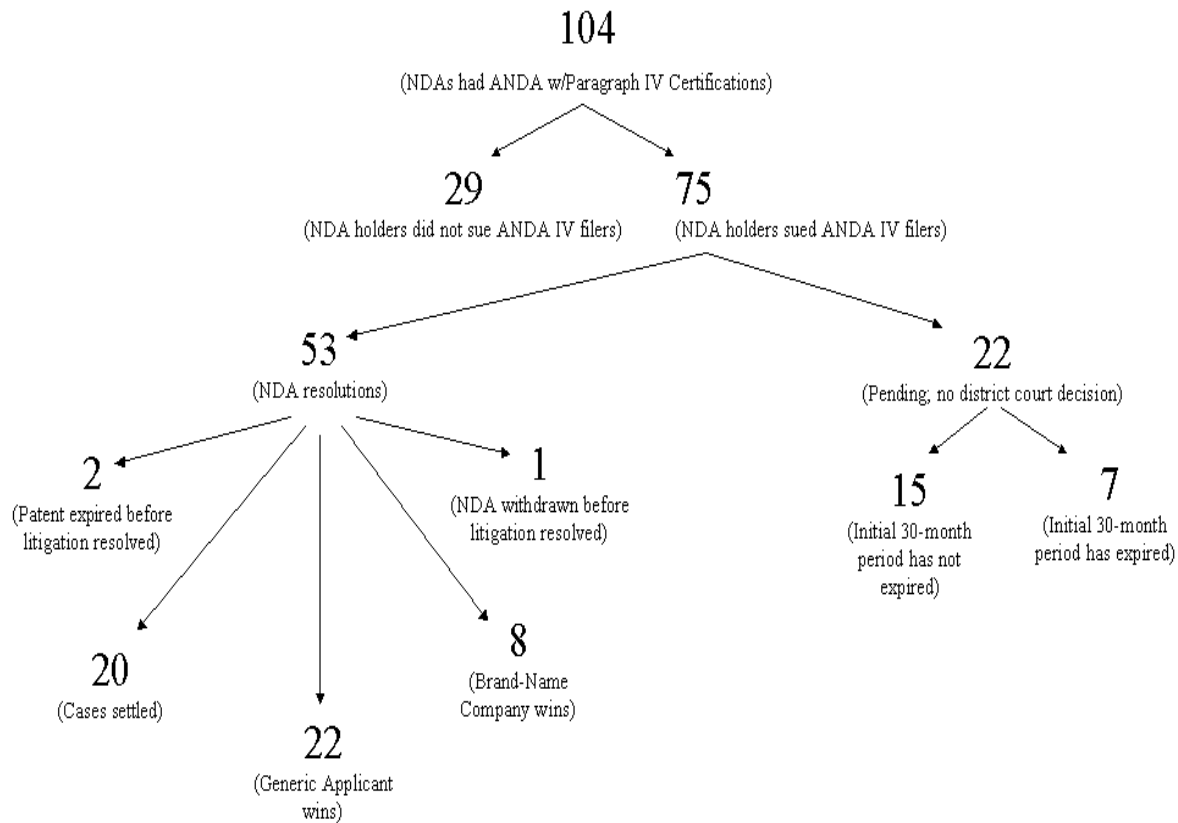 104
(NDAs had ANDA w/Paragraph IV Certifications)
29
(NDA holders did not sue ANDA IV filers)
75
(NDA holders sued ANDA IV filers)
53
(NDA resolutions)
22
(Pending; no district court decision)
2
(Patent expired before
litigation resolved)
1
(NDA withdrawn before
litigation resolved)
15
(Initial 30-month
period has not
expired)
7
(Initial 30-month
period has expired)
20
(Cases settled)
22
(Generic Applicant
wins)
8
(Brand-Name
Company wins)